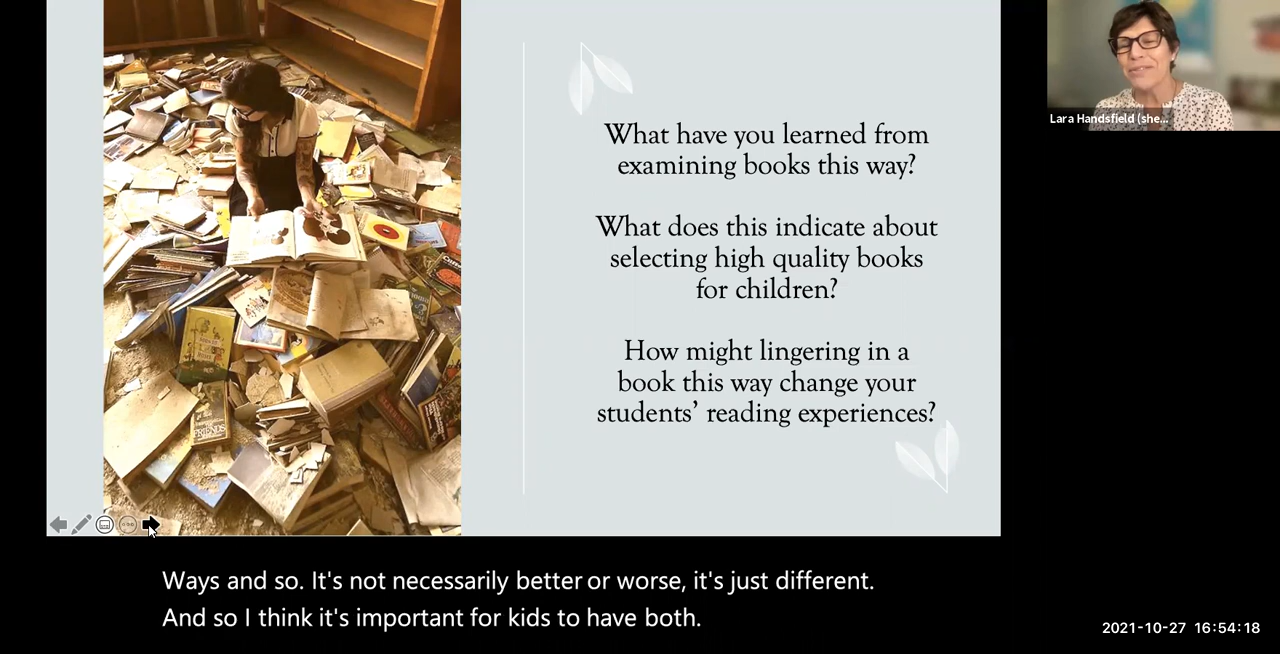 What have you learned from
examining books this way?
What does this indicate about
selecting high quality books
for children?
How might lingering in a
book this way change your
students' reading experiences?
Lara Handsfield (she...
FRIENDS
Ways and so. It's not necessarily better or worse, it's just different.
And so I think it's important for kids to have both.
2021-10-27 16:54:18